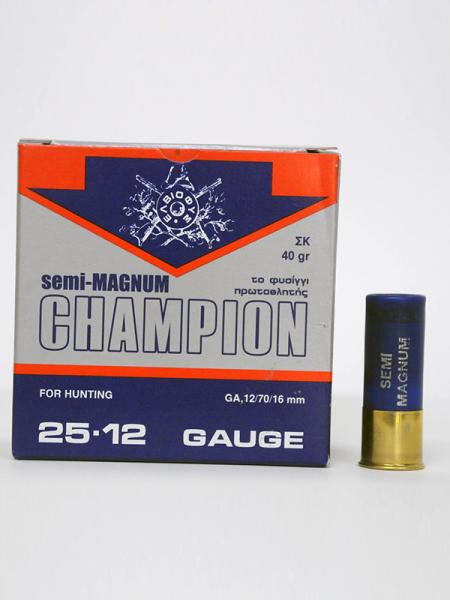 ΕΛΒΙΟΘΥΣ
ΣΚ
40 gr
semi-MAGNUM
το φυσίγγι
πρωταθλητής
CHAMPION
FOR HUNTING
GA,12/70/16 mm
25·12 GAUGE
SEMI
MAGNUM